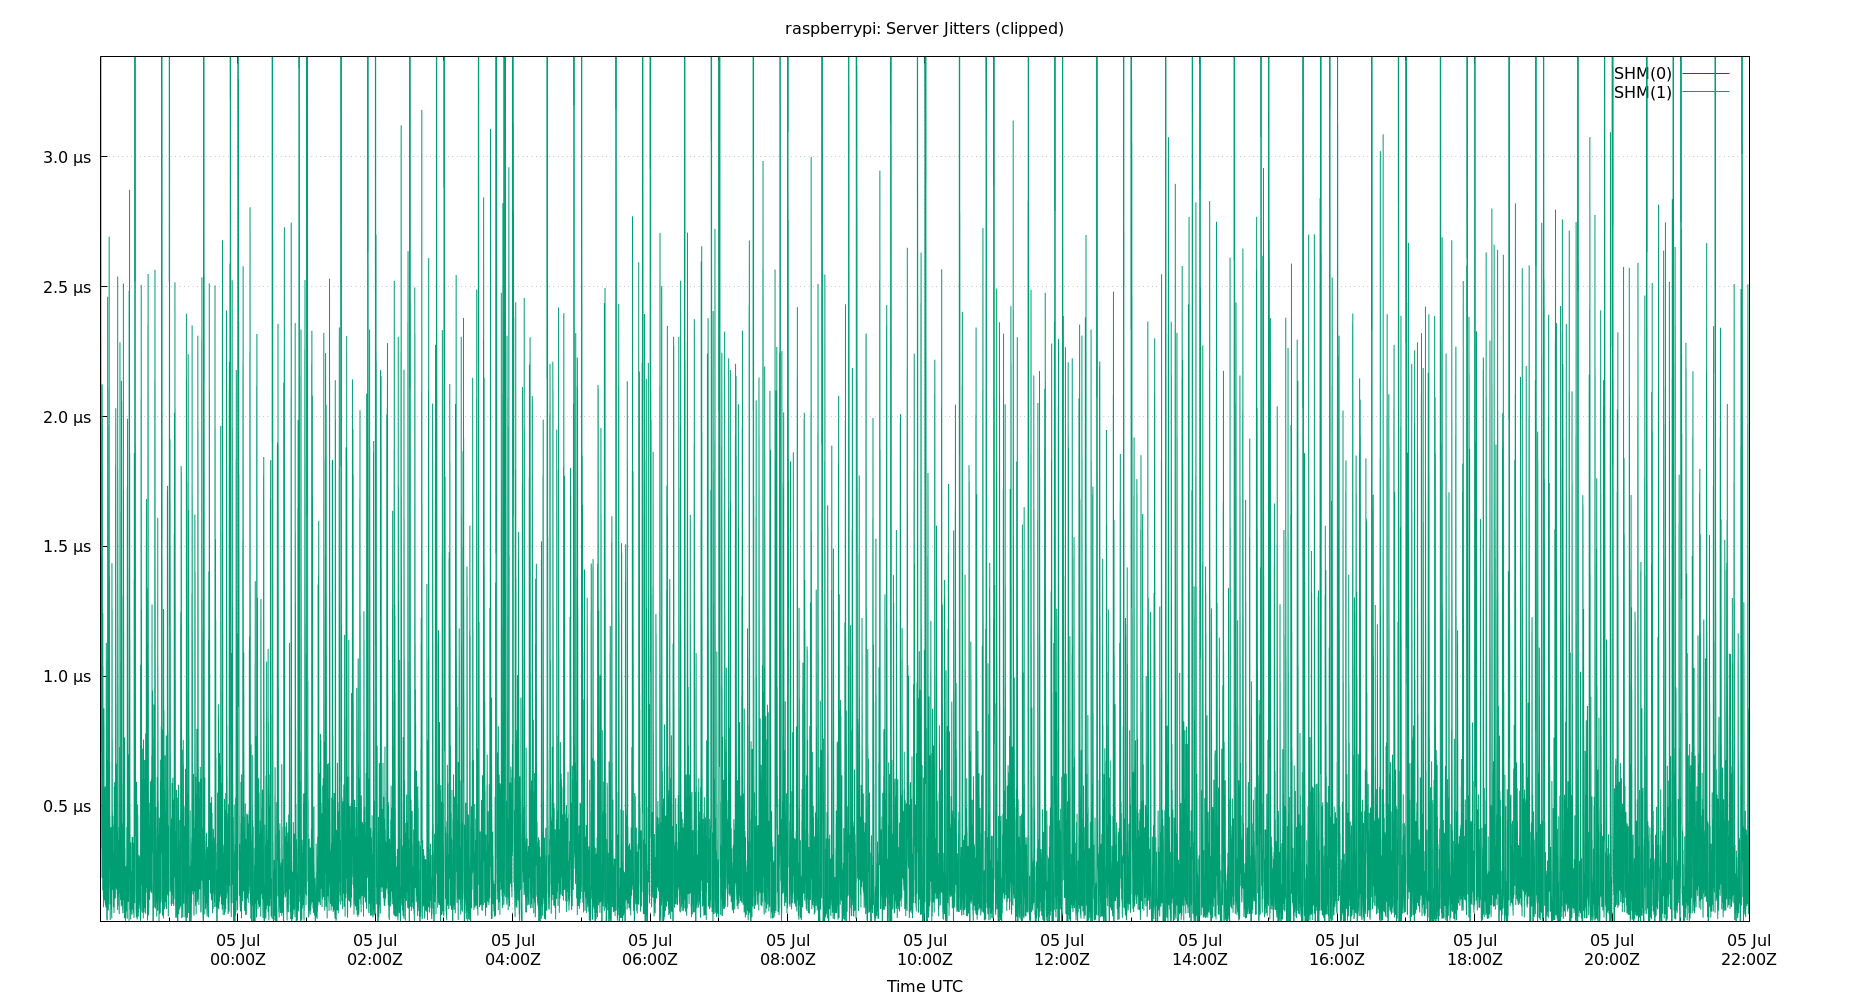 raspberrypi: Server Jitters (clipped)
SHM(0)
SHM(1)
3.0 µs
2.5 µs
2.0 µs
1.5 µs
1.0 µs
0.5 µs
05 Jul 05 Jul 05 Jul 05 Jul 05 Jul 05 Jul 05 Jul 05 Jul 05 Jul 05 Jul 05 Jul 05 Jul
00:00Z 02:00Z 04:00Z 06:00Z 08:00Z 10:00Z 12:00Z 14:00Z 16:00Z 18:00Z 20:00Z 22:00Z
Time UTC